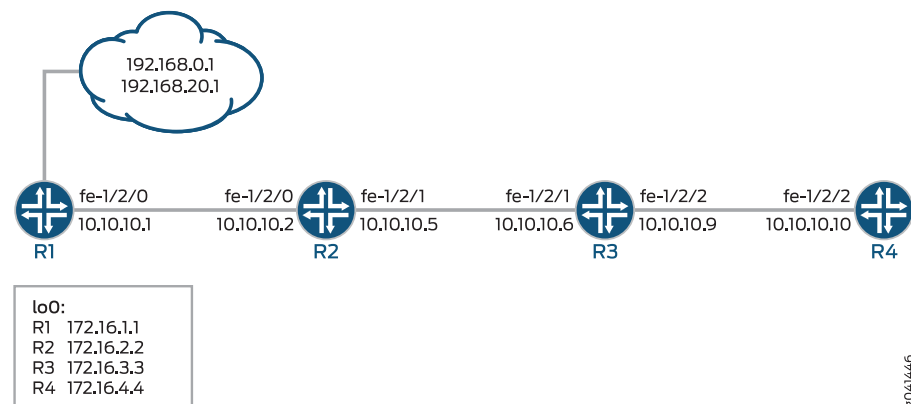 192.168.0.1
192.168.20.1
fe-1/2/0
10.10.10.1
fe-1/2/0
10.10.10.2
fe-1/2/1
10.10.10.5
fe-1/2/1
10.10.10.6
fe-1/2/2
10.10.10.9
fe-1/2/2
10.10.10.10
R1
R2
R3
R4
lo0:
R1 172.16.1.1
R2 172.16.2.2
R3 172.16.3.3
R4 172.16.4.4
g041446